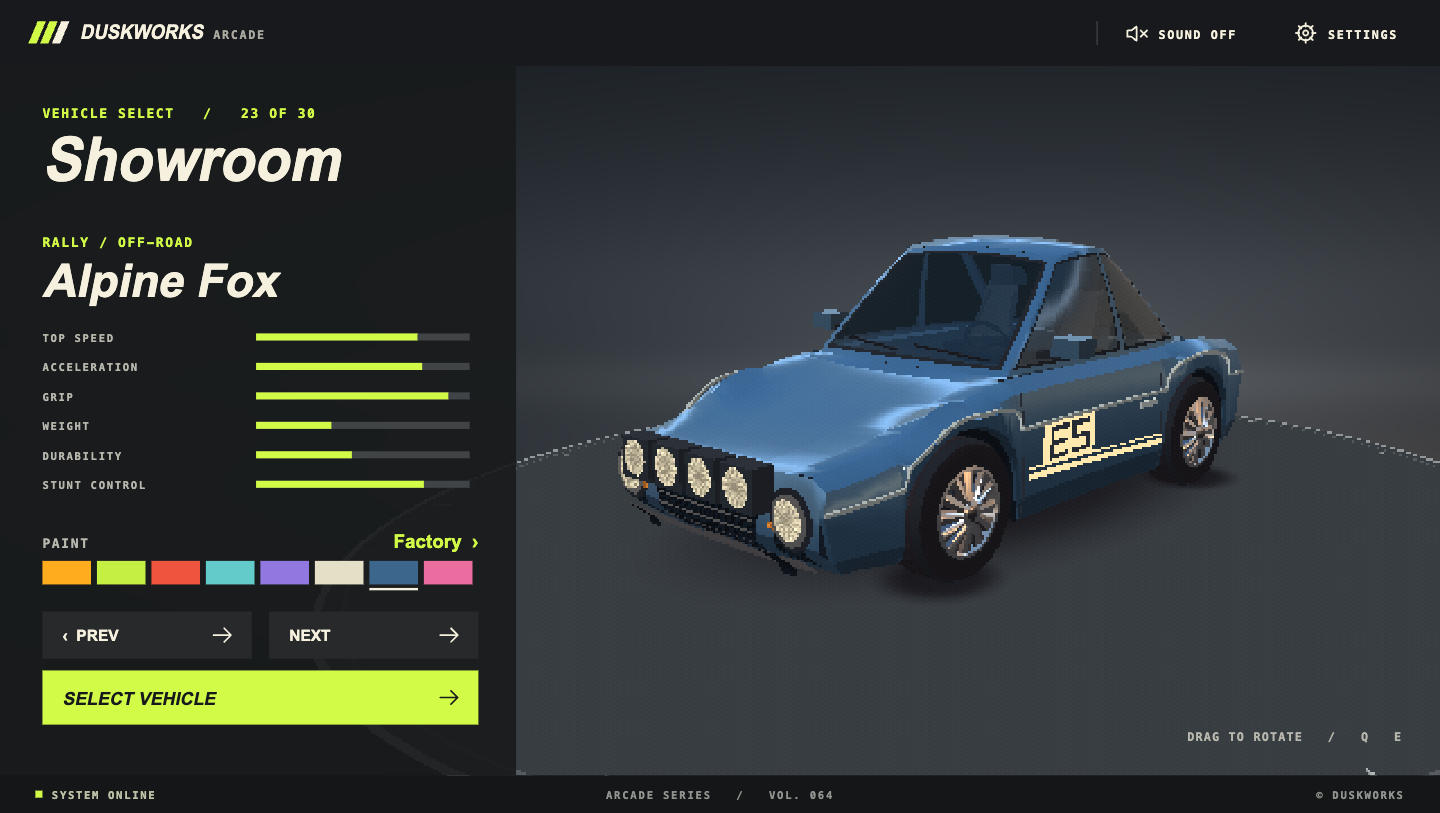 DUSKWORKS ARCADE
SOUND OFF
SETTINGS
VEHICLE SELECT / 23 OF 30
Showroom
RALLY / OFF-ROAD
Alpine Fox
TOP SPEED
ACCELERATION
GRIP
WEIGHT
DURABILITY
STUNT CONTROL
PAINT
Factory ›
‹ PREV →
NEXT →
SELECT VEHICLE →
DRAG TO ROTATE / Q E
SYSTEM ONLINE
ARCADE SERIES / VOL. 064
© DUSKWORKS